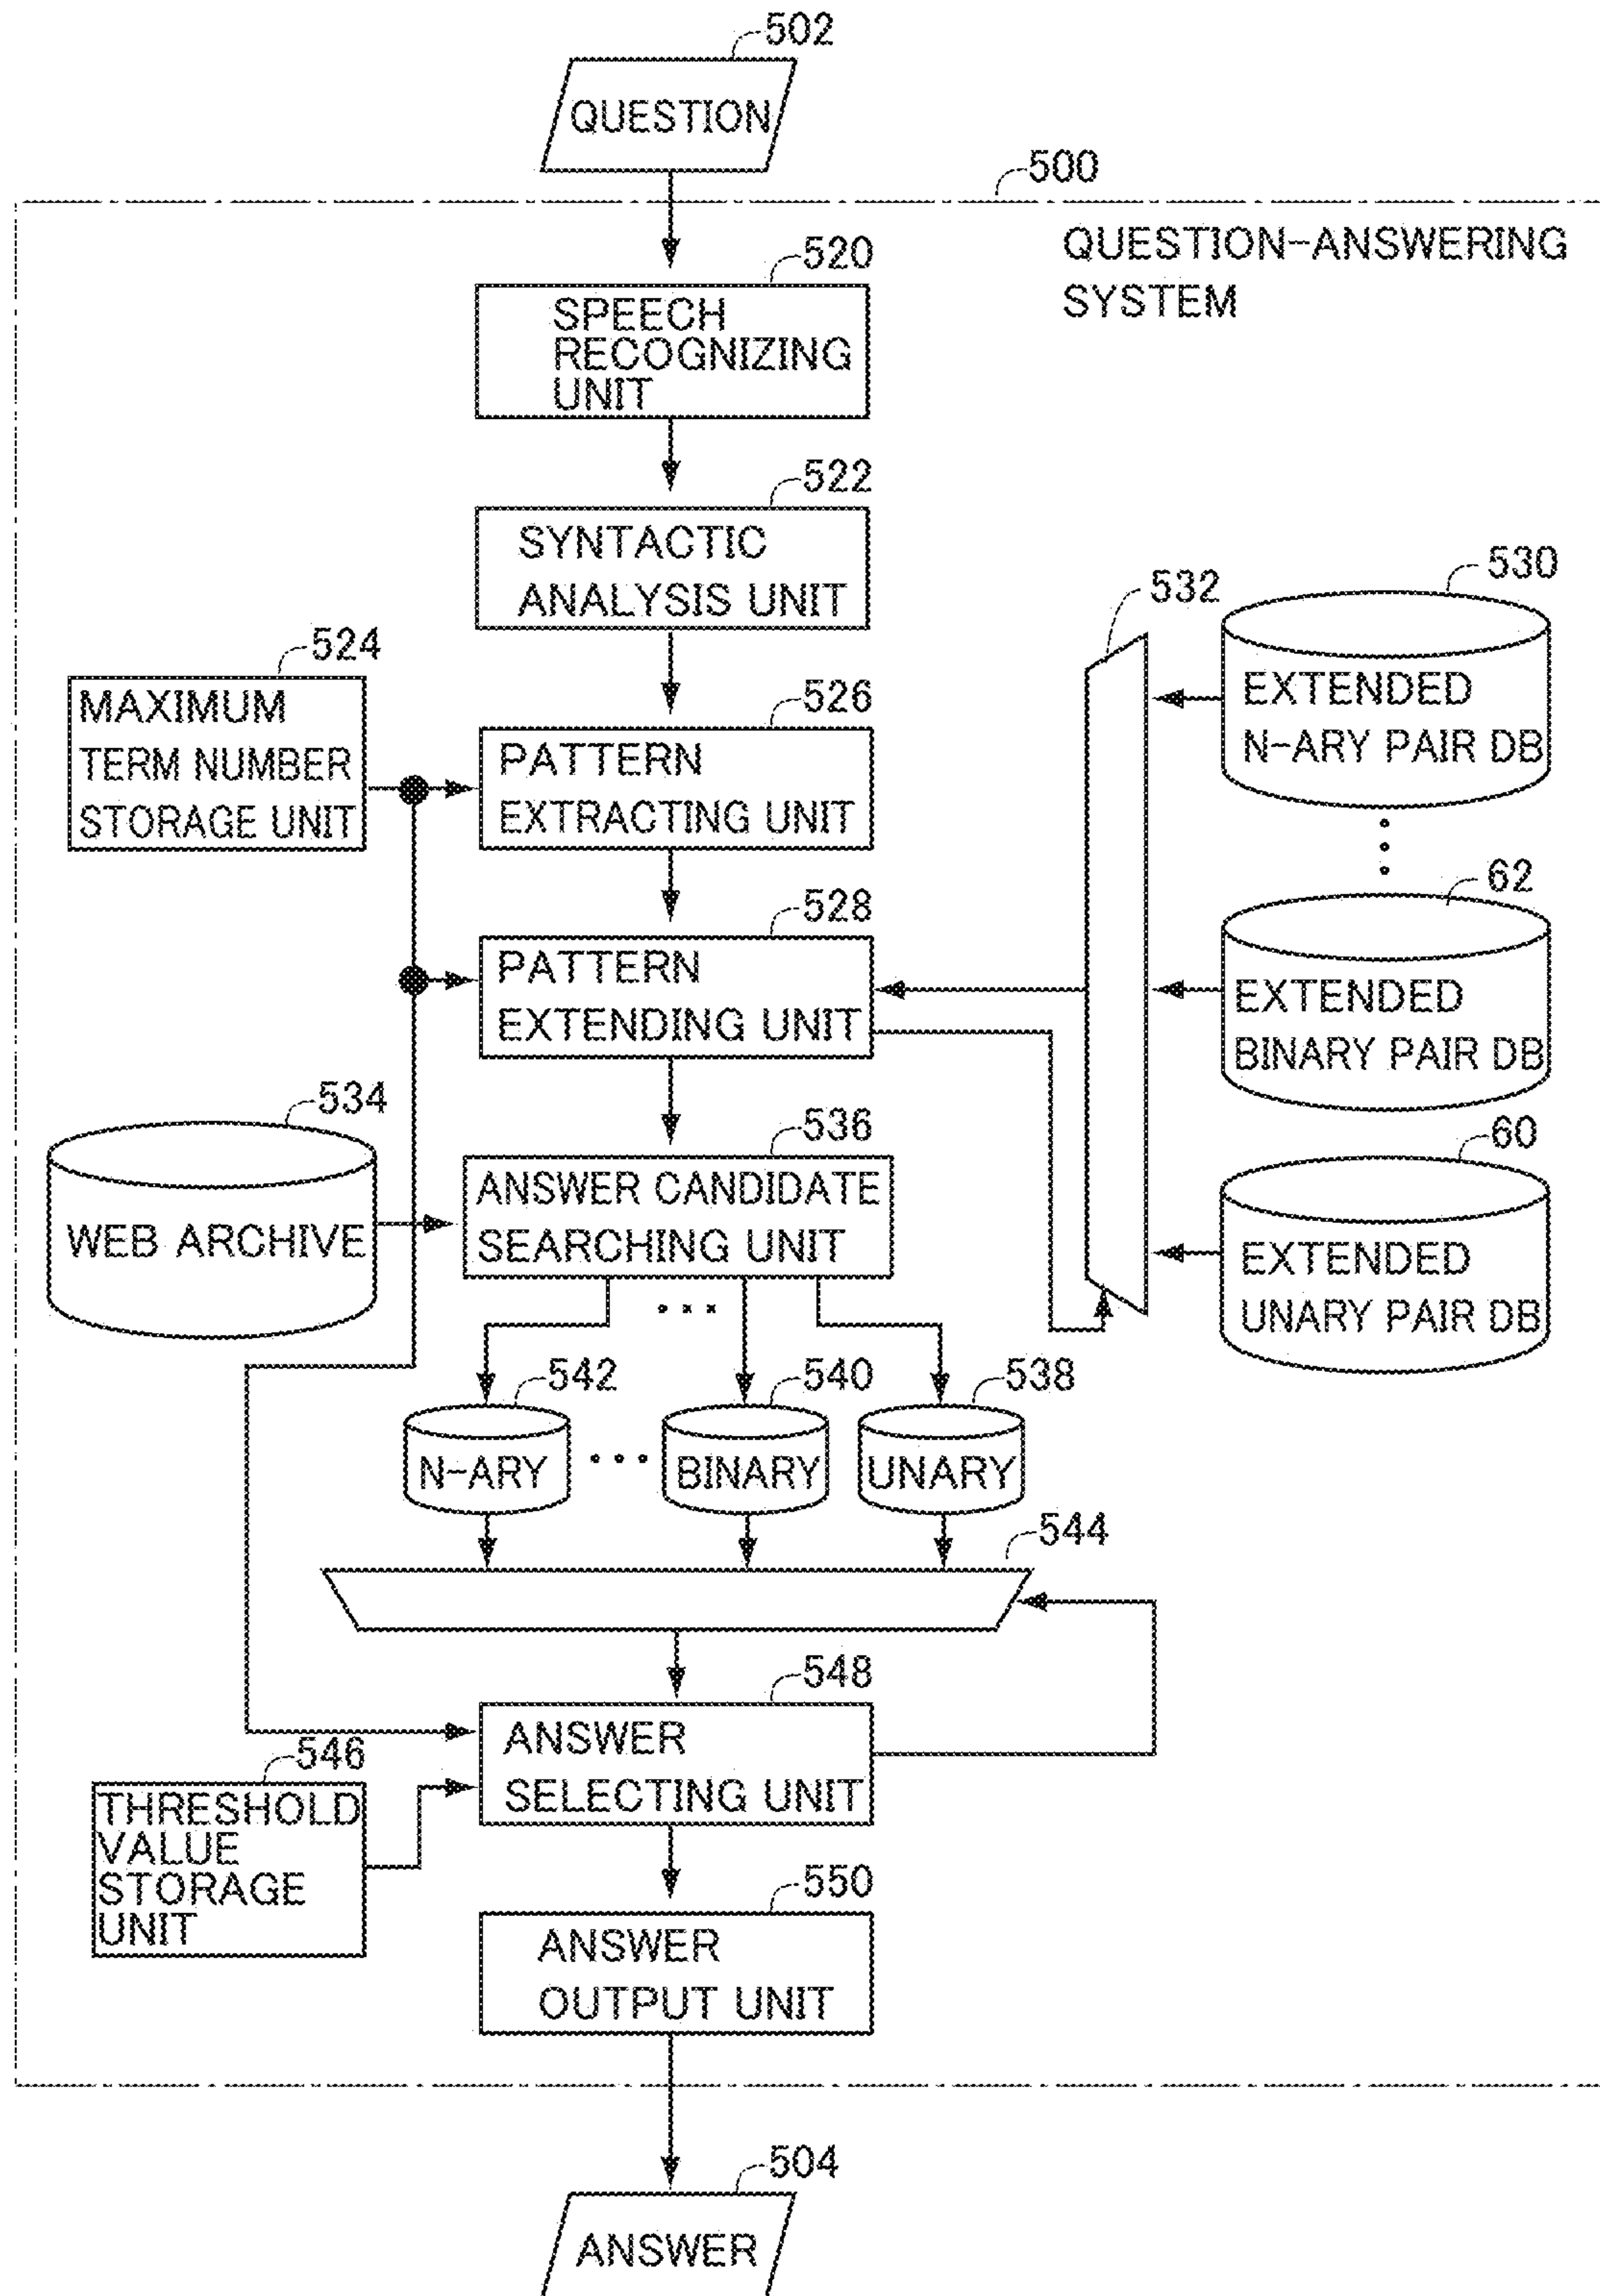 502
QUESTION
500
QUESTION-ANSWERING
SYSTEM
520
SPEECH
RECOGNIZING
UNIT
522
SYNTACTIC
ANALYSIS UNIT
524
MAXIMUM
TERM NUMBER
STORAGE UNIT
526
PATTERN
EXTRACTING UNIT
528
PATTERN
EXTENDING UNIT
532
530
EXTENDED
N-ARY PAIR DB
62
EXTENDED
BINARY PAIR DB
60
EXTENDED
UNARY PAIR DB
534
WEB ARCHIVE
536
ANSWER CANDIDATE
SEARCHING UNIT
542
N-ARY
540
BINARY
538
UNARY
544
548
ANSWER
SELECTING UNIT
546
THRESHOLD
VALUE
STORAGE
UNIT
550
ANSWER
OUTPUT UNIT
504
ANSWER